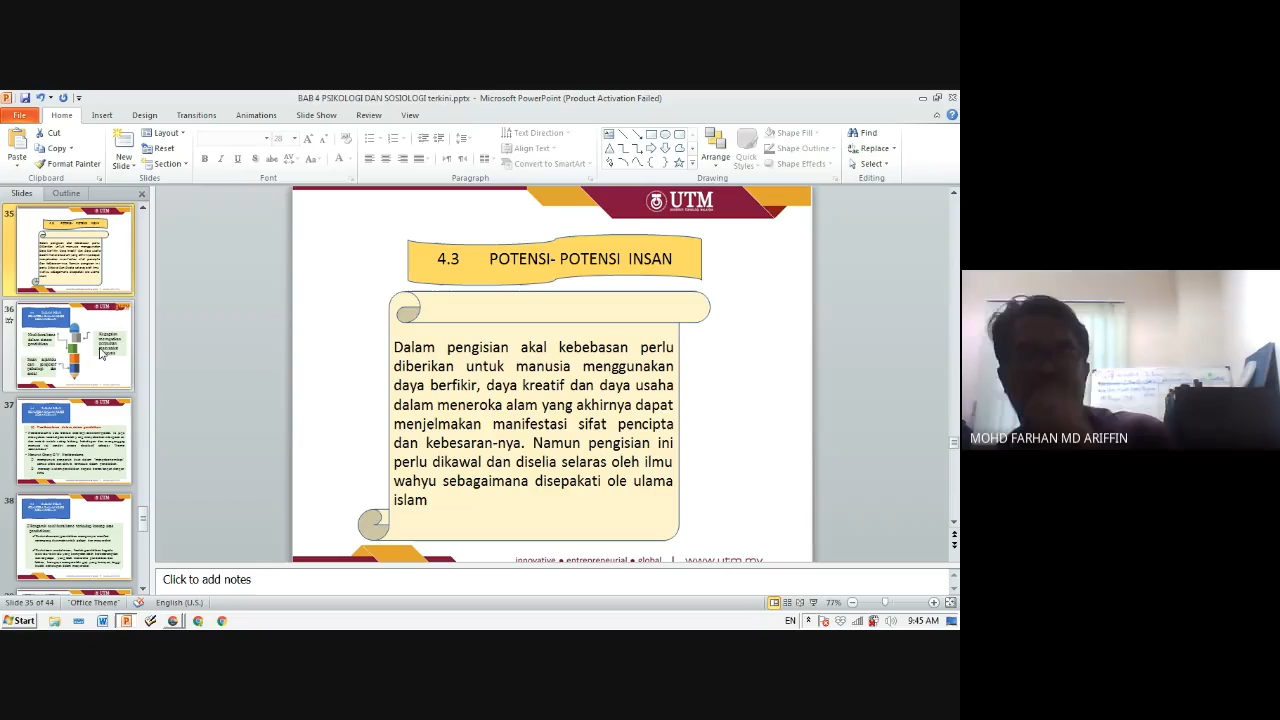 BAB 4 PSIKOLOGI DAN SOSIOLOGI terkini.pptx - Microsoft PowerPoint (Product Activation Failed)
File Home Insert Design Transitions Animations Slide Show Review View
Cut
Copy
Format Painter
Paste
Clipboard
New
Slide
Layout
Reset
Section
Slides
28
Font
Text Direction
Align Text
Convert to SmartArt
Paragraph
Arrange
Quick
Styles
Shape Fill
Shape Outline
Shape Effects
Drawing
Find
Replace
Select
Editing
Slides Outline
35
36
37
38
UTM
4.3 POTENSI- POTENSI INSAN
Dalam pengisian akal kebebasan perlu
diberikan untuk manusia menggunakan
daya berfikir, daya kreatif dan daya usaha
dalam meneroka alam yang akhirnya dapat
menjelmakan manifestasi sifat pencipta
dan kebesaran-nya. Namun pengisian ini
perlu dikawal dan diselia selaras oleh ilmu
wahyu sebagaimana disepakati ole ulama
islam
innovative ● entrepreneurial ● global | www.utm.my
Click to add notes
Slide 35 of 44 "Office Theme" English (U.S.) 77%
Start EN 9:45 AM
MOHD FARHAN MD ARIFFIN